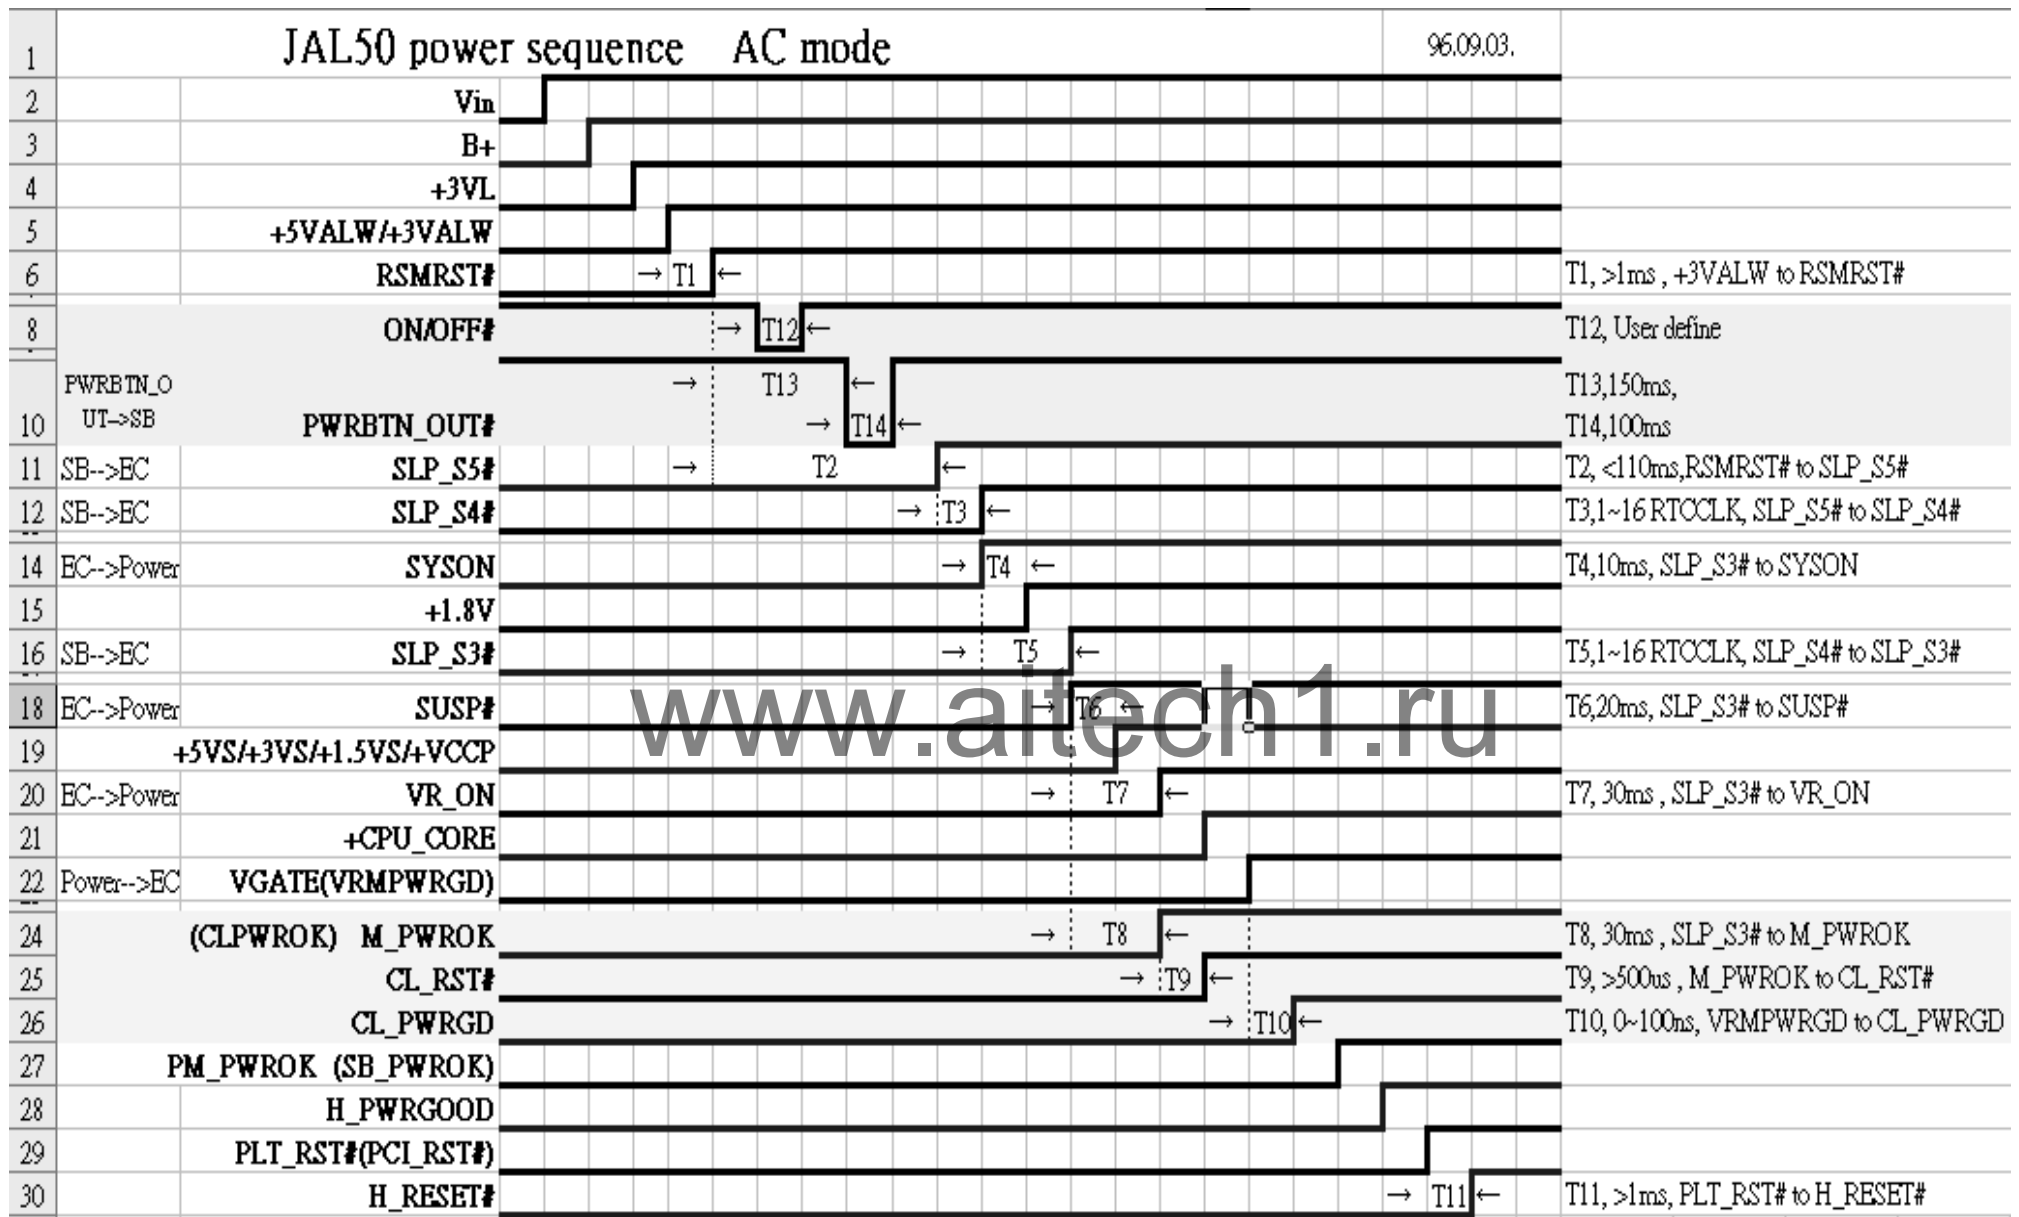 1 JAL50 power sequence AC mode 96.09.03.
2 Vin
3 B+
4 +3VL
5 +5VALW/+3VALW
6 RSMRST# → T1 ← T1, >1ms , +3VALW to RSMRST#
8 ON/OFF# → T12 ← T12, User define
PWRBTN_O → T13 ← T13,150ms,
UT-->SB
10 PWRBTN_OUT# → T14 ← T14,100ms
11 SB-->EC SLP_S5# → T2 ← T2, <110ms,RSMRST# to SLP_S5#
12 SB-->EC SLP_S4# → T3 ← T3,1~16 RTCCLK, SLP_S5# to SLP_S4#
14 EC-->Power SYSON → T4 ← T4,10ms, SLP_S3# to SYSON
15 +1.8V
16 SB-->EC SLP_S3# → T5 ← T5,1~16 RTCCLK, SLP_S4# to SLP_S3#
18 EC-->Power SUSP# → T6 ← T6,20ms, SLP_S3# to SUSP#
www.aitech1.ru
19 +5VS/+3VS/+1.5VS/+VCCP
20 EC-->Power VR_ON → T7 ← T7, 30ms , SLP_S3# to VR_ON
21 +CPU_CORE
22 Power-->EC VGATE(VRMPWRGD)
24 (CLPWROK) M_PWROK → T8 ← T8, 30ms , SLP_S3# to M_PWROK
25 CL_RST# → T9 ← T9, >500us , M_PWROK to CL_RST#
26 CL_PWRGD → T10 ← T10, 0~100ns, VRMPWRGD to CL_PWRGD
27 PM_PWROK (SB_PWROK)
28 H_PWRGOOD
29 PLT_RST#(PCI_RST#)
30 H_RESET# → T11 ← T11, >1ms, PLT_RST# to H_RESET#